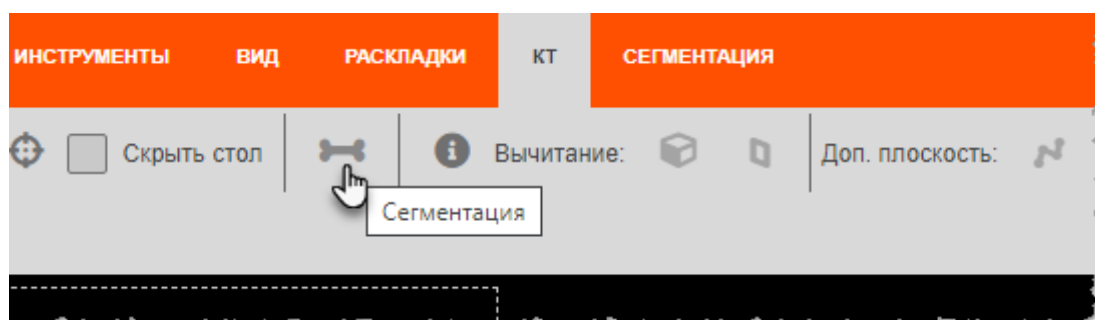 ИНСТРУМЕНТЫ ВИД РАСКЛАДКИ КТ СЕГМЕНТАЦИЯ
Скрыть стол Вычитание: Доп. плоскость:
Сегментация